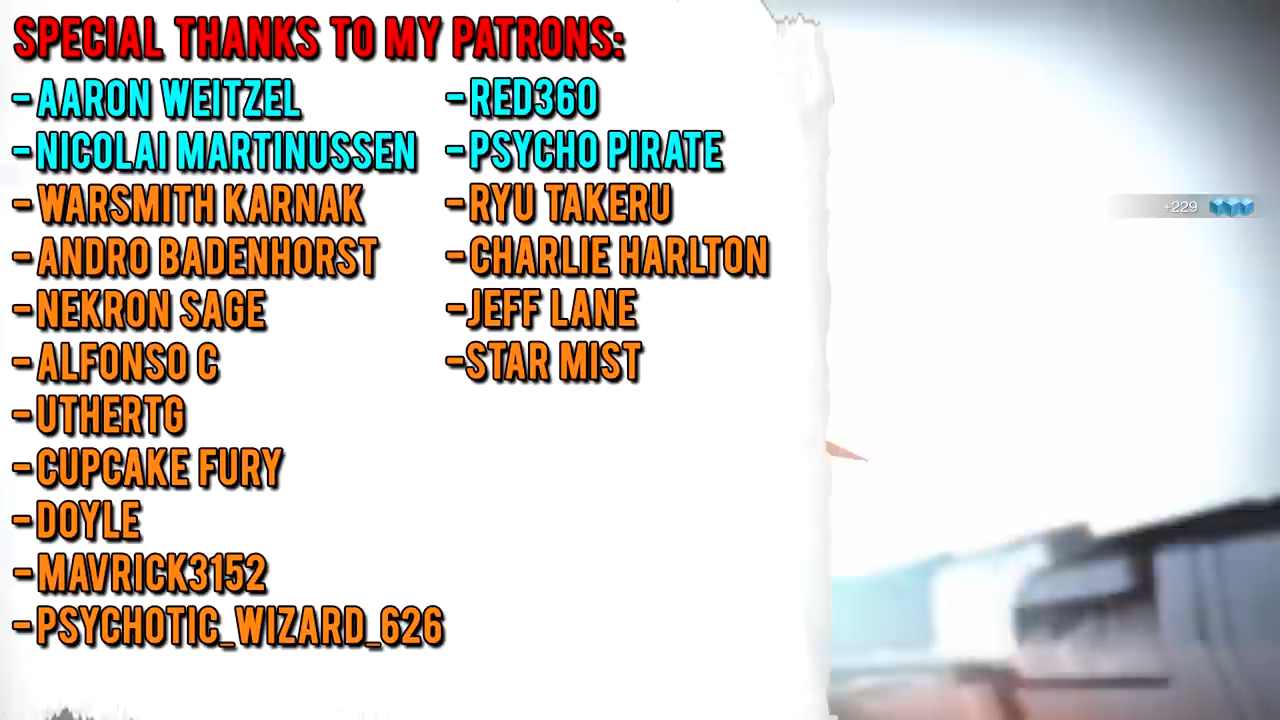 SPECIAL THANKS TO MY PATRONS:
-AARON WEITZEL
-NICOLAI MARTINUSSEN
-WARSMITH KARNAK
-ANDRO BADENHORST
-NEKRON SAGE
-ALFONSO C
-UTHERTG
-CUPCAKE FURY
-DOYLE
-MAVRICK3152
-PSYCHOTIC_WIZARD_626
-RED360
-PSYCHO PIRATE
-RYU TAKERU
-CHARLIE HARLTON
-JEFF LANE
-STAR MIST
+229